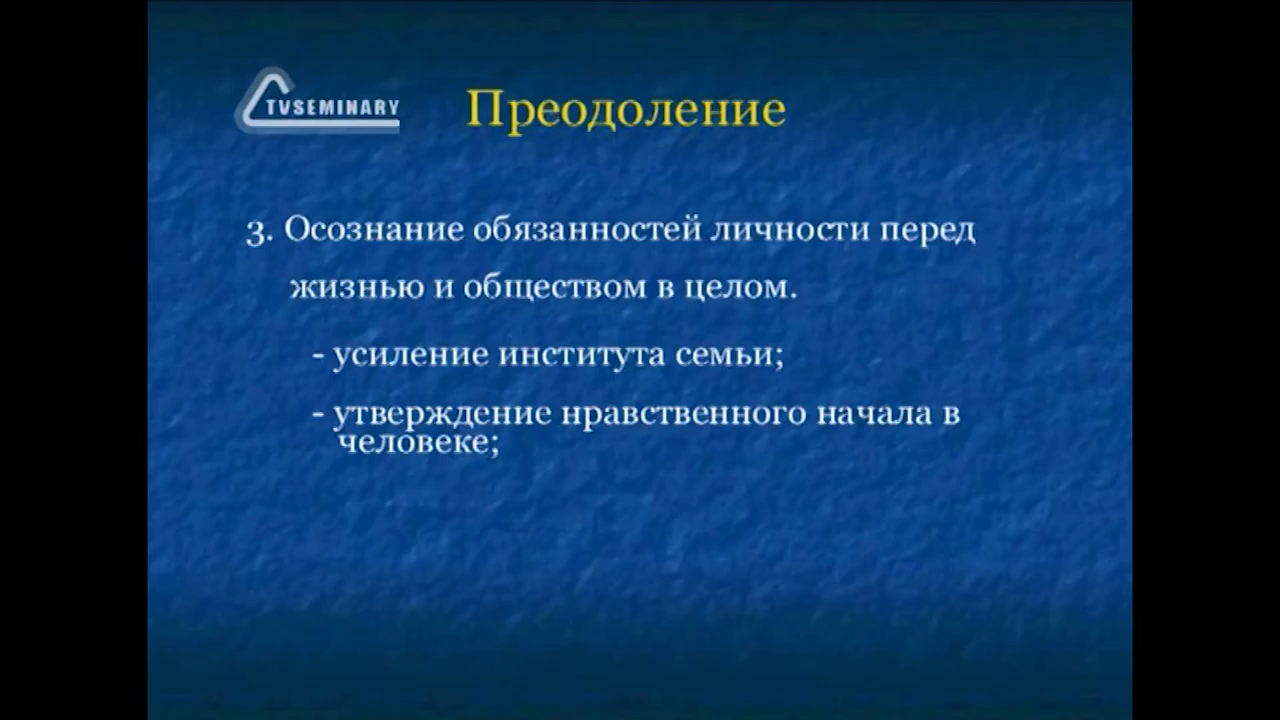 TVSEMINARY
Преодоление
3. Осознание обязанностей личности перед
жизнью и обществом в целом.
- усиление института семьи;
- утверждение нравственного начала в
человеке;